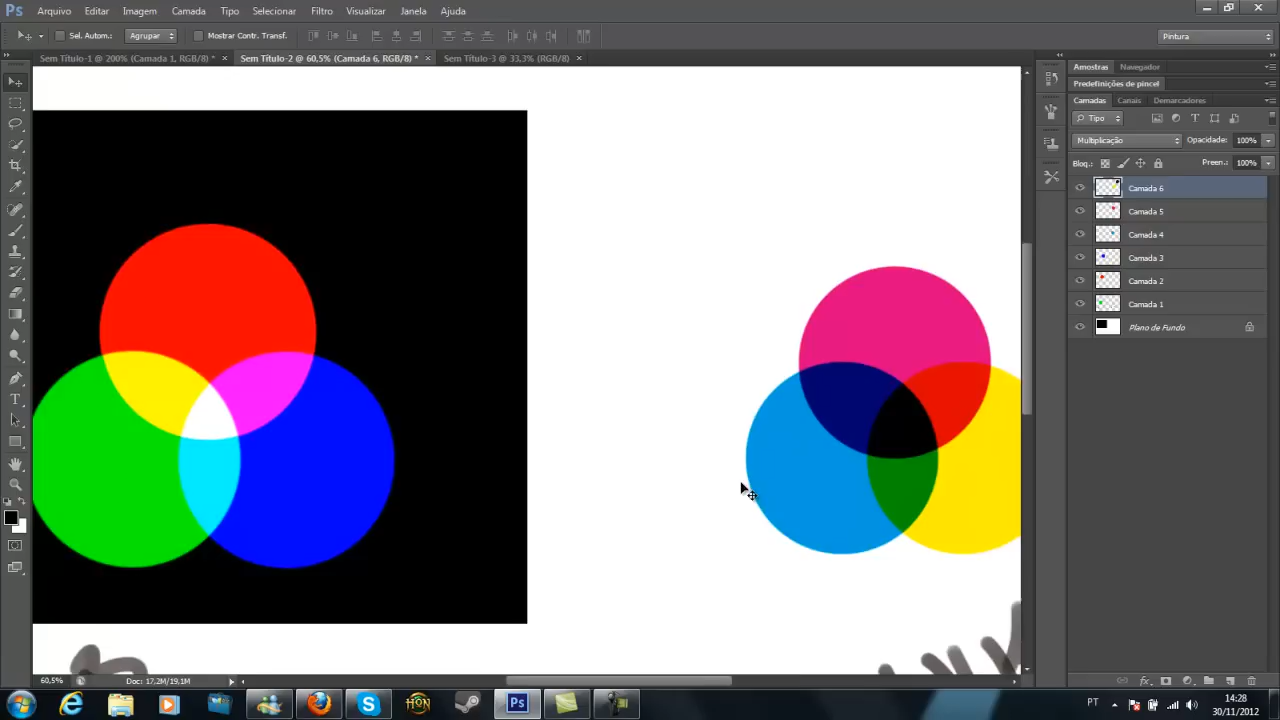 Ps Arquivo Editar Imagem Camada Tipo Selecionar Filtro Visualizar Janela Ajuda
Sel. Autom.: Agrupar Mostrar Contr. Transf. Pintura
Sem Título-1 @ 200% (Camada 1, RGB/8) * × Sem Título-2 @ 60,5% (Camada 6, RGB/8) * × Sem Título-3 @ 33,3% (RGB/8) ×
Amostras Navegador
Predefinições de pincel
Camadas Canais Demarcadores
Tipo
Multiplicação Opacidade: 100%
Bloq.: Preen.: 100%
Camada 6
Camada 5
Camada 4
Camada 3
Camada 2
Camada 1
Plano de Fundo
60,5% Doc: 17,2M/19,1M
fx
HON Ps PT 14:28
30/11/2012